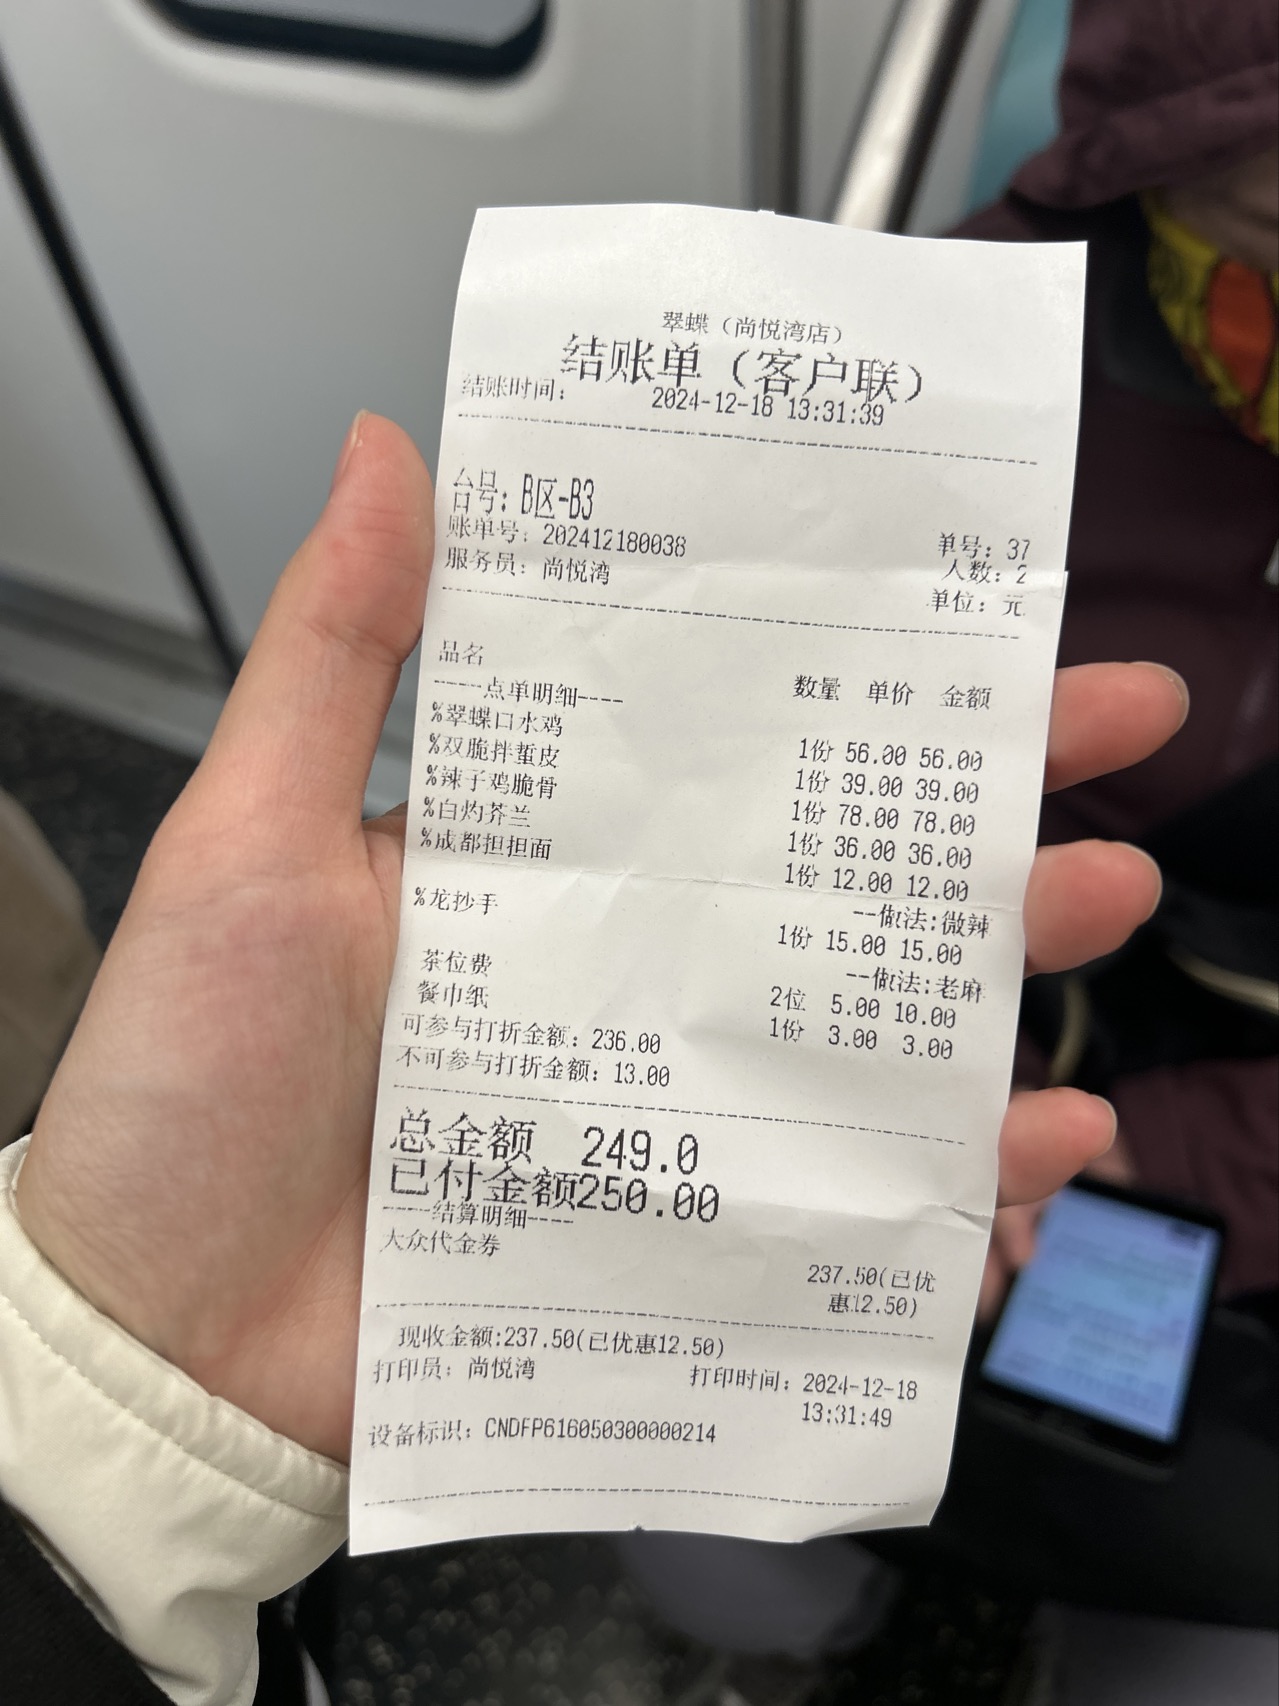 翠蝶（尚悦湾店）
结账单（客户联）
结账时间： 2024-12-18 13:31:39
台号：B区-B3
账单号：202412180038 单号：37
服务员：尚悦湾 人数：2
单位：元
品名 数量 单价 金额
----点单明细----
%翠蝶口水鸡 1份 56.00 56.00
%双脆拌蜇皮 1份 39.00 39.00
%辣子鸡脆骨 1份 78.00 78.00
%白灼芥兰 1份 36.00 36.00
%成都担担面 1份 12.00 12.00
--做法:微辣
%龙抄手 1份 15.00 15.00
--做法:老麻
茶位费 2位 5.00 10.00
餐巾纸 1份 3.00 3.00
可参与打折金额：236.00
不可参与打折金额：13.00
总金额 249.0
已付金额250.00
----结算明细----
大众代金券 237.50(已优
惠12.50)
现收金额:237.50(已优惠12.50)
打印员：尚悦湾 打印时间：2024-12-18
13:31:49
设备标识：CNDFP616050300000214